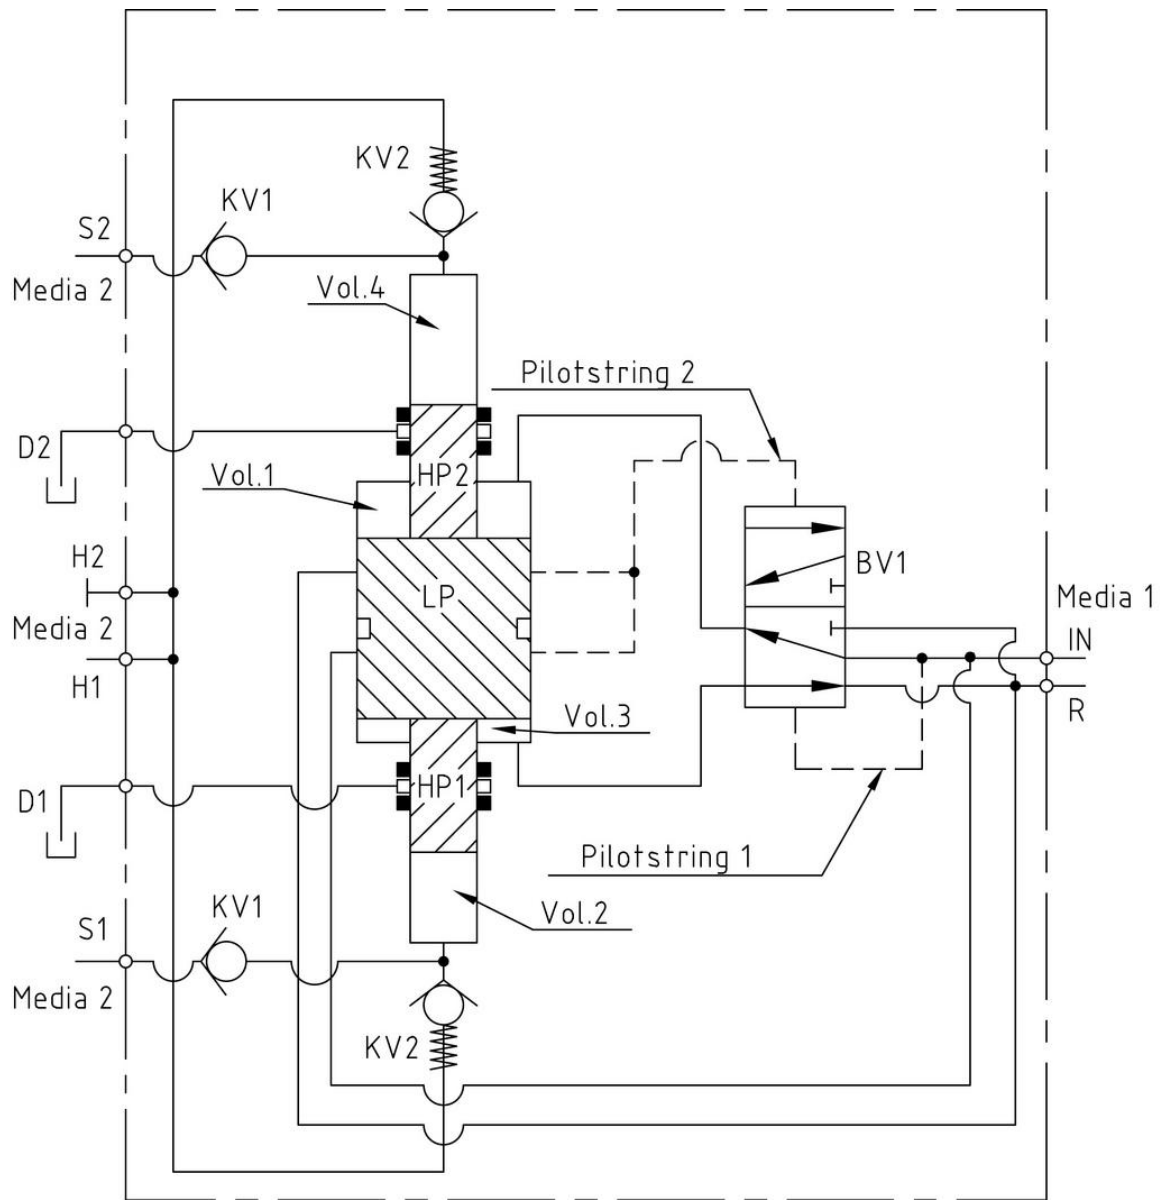 KV2
KV1
S2
Media 2
Vol.4
Pilotstring 2
D2
HP2
Vol.1
H2
BV1
LP
Media 1
Media 2
IN
H1
R
Vol.3
HP1
D1
Pilotstring 1
KV1
Vol.2
S1
Media 2
KV2